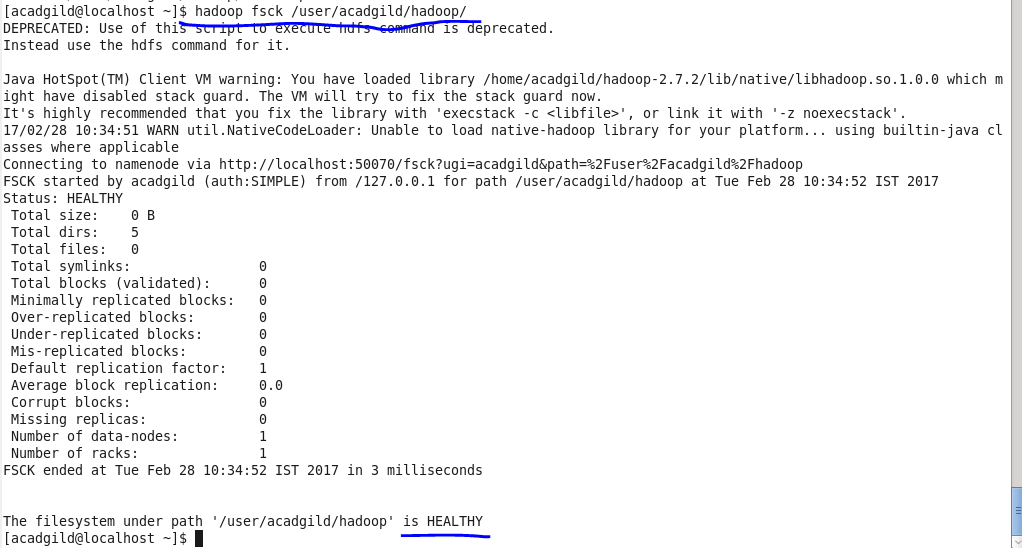 [acadgild@localhost ~]$ hadoop fsck /user/acadgild/hadoop/
DEPRECATED: Use of this script to execute hdfs command is deprecated.
Instead use the hdfs command for it.
Java HotSpot(TM) Client VM warning: You have loaded library /home/acadgild/hadoop-2.7.2/lib/native/libhadoop.so.1.0.0 which m
ight have disabled stack guard. The VM will try to fix the stack guard now.
It's highly recommended that you fix the library with 'execstack -c <libfile>', or link it with '-z noexecstack'.
17/02/28 10:34:51 WARN util.NativeCodeLoader: Unable to load native-hadoop library for your platform... using builtin-java cl
asses where applicable
Connecting to namenode via http://localhost:50070/fsck?ugi=acadgild&path=%2Fuser%2Facadgild%2Fhadoop
FSCK started by acadgild (auth:SIMPLE) from /127.0.0.1 for path /user/acadgild/hadoop at Tue Feb 28 10:34:52 IST 2017
Status: HEALTHY
Total size: 0 B
Total dirs: 5
Total files: 0
Total symlinks: 0
Total blocks (validated): 0
Minimally replicated blocks: 0
Over-replicated blocks: 0
Under-replicated blocks: 0
Mis-replicated blocks: 0
Default replication factor: 1
Average block replication: 0.0
Corrupt blocks: 0
Missing replicas: 0
Number of data-nodes: 1
Number of racks: 1
FSCK ended at Tue Feb 28 10:34:52 IST 2017 in 3 milliseconds
The filesystem under path '/user/acadgild/hadoop' is HEALTHY
[acadgild@localhost ~]$